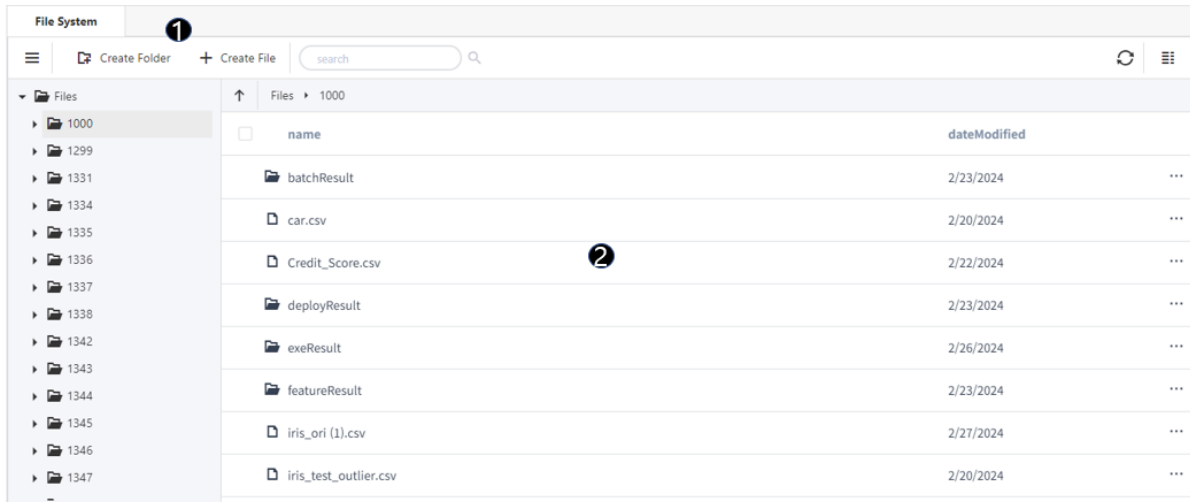 File System
1
Create Folder
Create File
search
Files
1000
1299
1331
1334
1335
1336
1337
1338
1342
1343
1344
1345
1346
1347
Files 1000
name dateModified
batchResult 2/23/2024 ...
car.csv 2/20/2024 ...
2
Credit_Score.csv 2/22/2024 ...
deployResult 2/23/2024 ...
exeResult 2/26/2024 ...
featureResult 2/23/2024 ...
iris_ori (1).csv 2/27/2024 ...
iris_test_outlier.csv 2/20/2024 ...